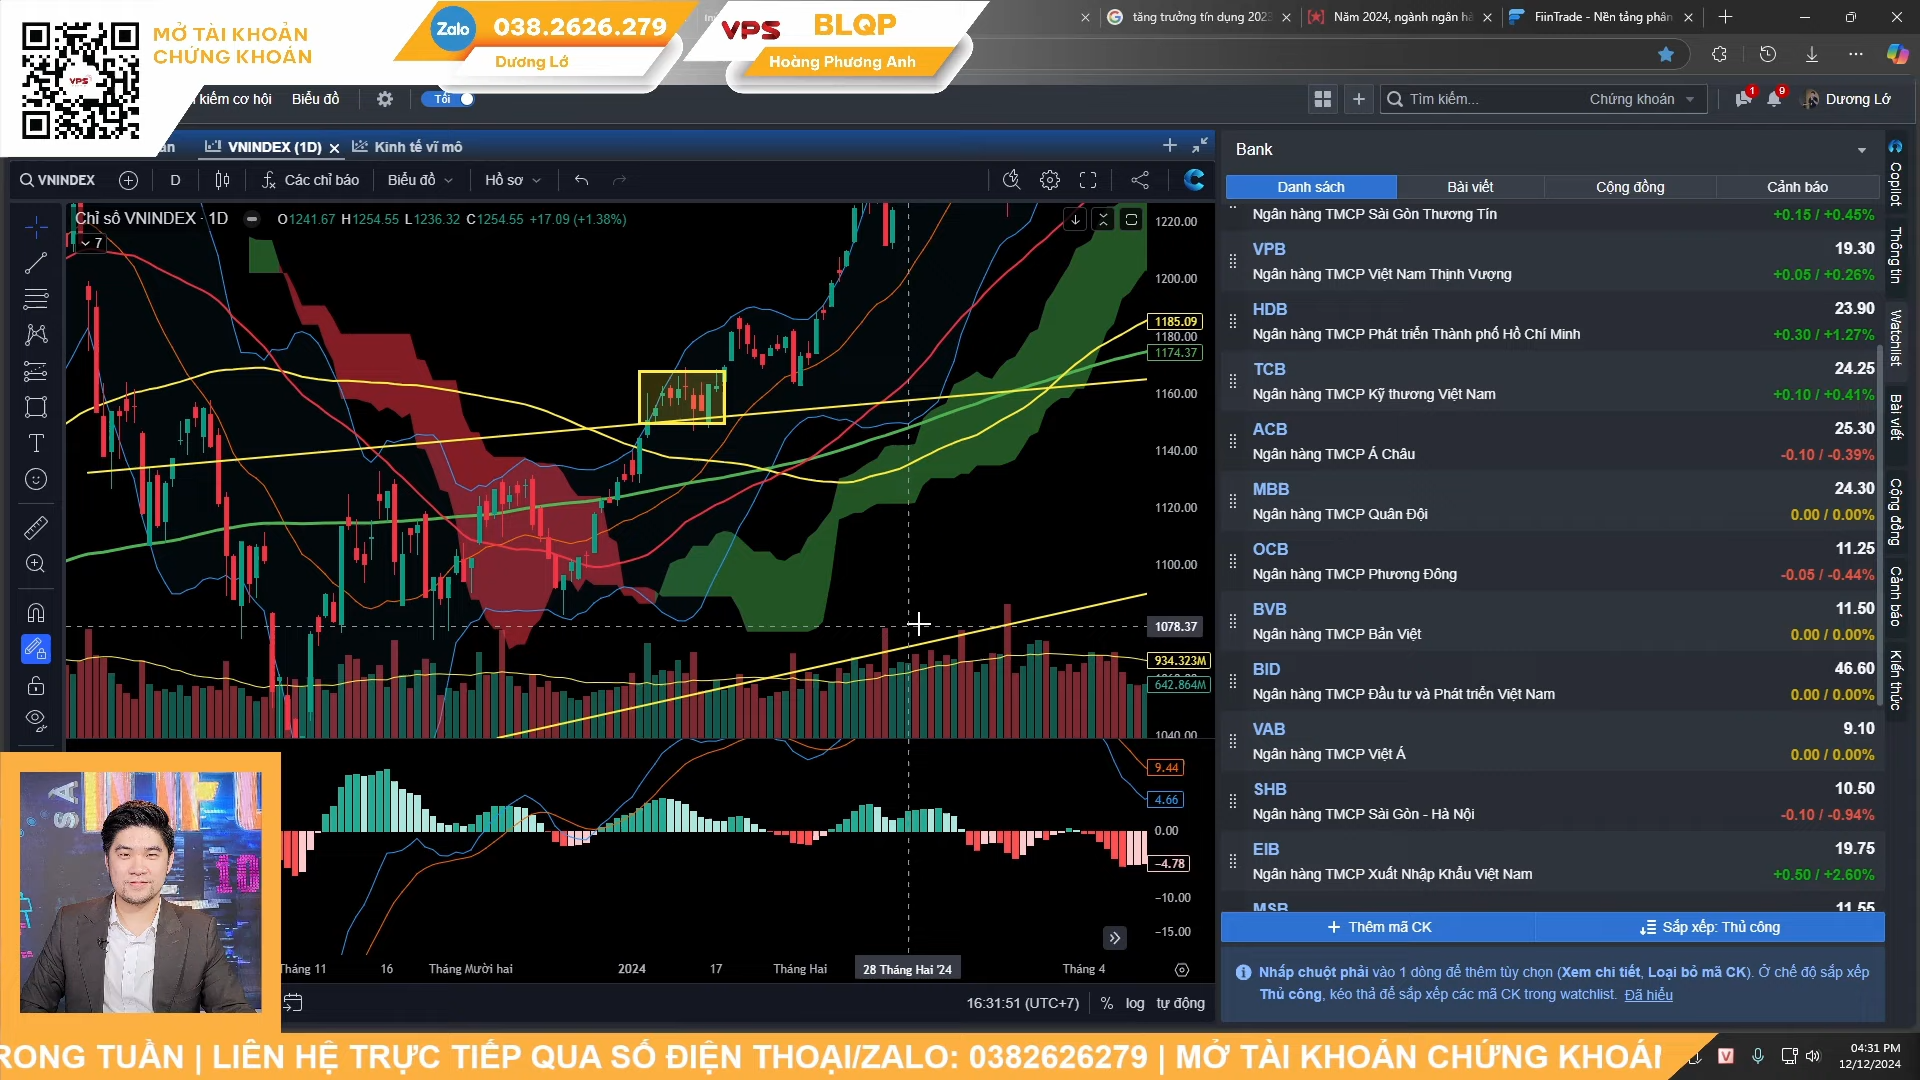 MỞ TÀI KHOẢN
CHỨNG KHOÁN
VPS
Zalo
038.2626.279
Dương Lớ
VPS
BLQP
Hoàng Phương Anh
tăng trưởng tín dụng 202
Năm 2024, ngành ngân h
FiinTrade - Nền tảng phân
kiếm cơ hội
Biểu đồ
Tối
Tìm kiếm...
Chứng khoán
1
9
Dương Lớ
VNINDEX (1D)
Kinh tế vĩ mô
VNINDEX
D
Các chỉ báo
Biểu đồ
Hồ sơ
Chỉ số VNINDEX · 1D
O1241.67 H1254.55 L1236.32 C1254.55 +17.09 (+1.38%)
7
1220.00
1200.00
1185.09
1180.00
1174.37
1160.00
1140.00
1120.00
1100.00
1078.37
934.323M
642.864M
1040.00
9.44
4.66
0.00
−4.78
−10.00
−15.00
Tháng 11
16
Tháng Mười hai
2024
17
Tháng Hai
28 Tháng Hai '24
Tháng 4
16:31:51 (UTC+7)
%
log
tự động
Bank
Danh sách
Bài viết
Cộng đồng
Cảnh báo
Ngân hàng TMCP Sài Gòn Thương Tín
+0.15 / +0.45%
VPB
19.30
Ngân hàng TMCP Việt Nam Thịnh Vượng
+0.05 / +0.26%
HDB
23.90
Ngân hàng TMCP Phát triển Thành phố Hồ Chí Minh
+0.30 / +1.27%
TCB
24.25
Ngân hàng TMCP Kỹ thương Việt Nam
+0.10 / +0.41%
ACB
25.30
Ngân hàng TMCP Á Châu
-0.10 / -0.39%
MBB
24.30
Ngân hàng TMCP Quân Đội
0.00 / 0.00%
OCB
11.25
Ngân hàng TMCP Phương Đông
-0.05 / -0.44%
BVB
11.50
Ngân hàng TMCP Bản Việt
0.00 / 0.00%
BID
46.60
Ngân hàng TMCP Đầu tư và Phát triển Việt Nam
0.00 / 0.00%
VAB
9.10
Ngân hàng TMCP Việt Á
0.00 / 0.00%
SHB
10.50
Ngân hàng TMCP Sài Gòn - Hà Nội
-0.10 / -0.94%
EIB
19.75
Ngân hàng TMCP Xuất Nhập Khẩu Việt Nam
+0.50 / +2.60%
MSB
11.55
Thêm mã CK
Sắp xếp: Thủ công
Nhấp chuột phải vào 1 dòng để thêm tùy chọn (Xem chi tiết, Loại bỏ mã CK). Ở chế độ sắp xếp
Thủ công, kéo thả để sắp xếp các mã CK trong watchlist. Đã hiểu
Copilot
Thông tin
Watchlist
Bài viết
Cộng đồng
Cảnh báo
Kiến thức
RONG TUẦN | LIÊN HỆ TRỰC TIẾP QUA SỐ ĐIỆN THOẠI/ZALO: 0382626279 | MỞ TÀI KHOẢN CHỨNG KHOÁN
04:31 PM
12/12/2024